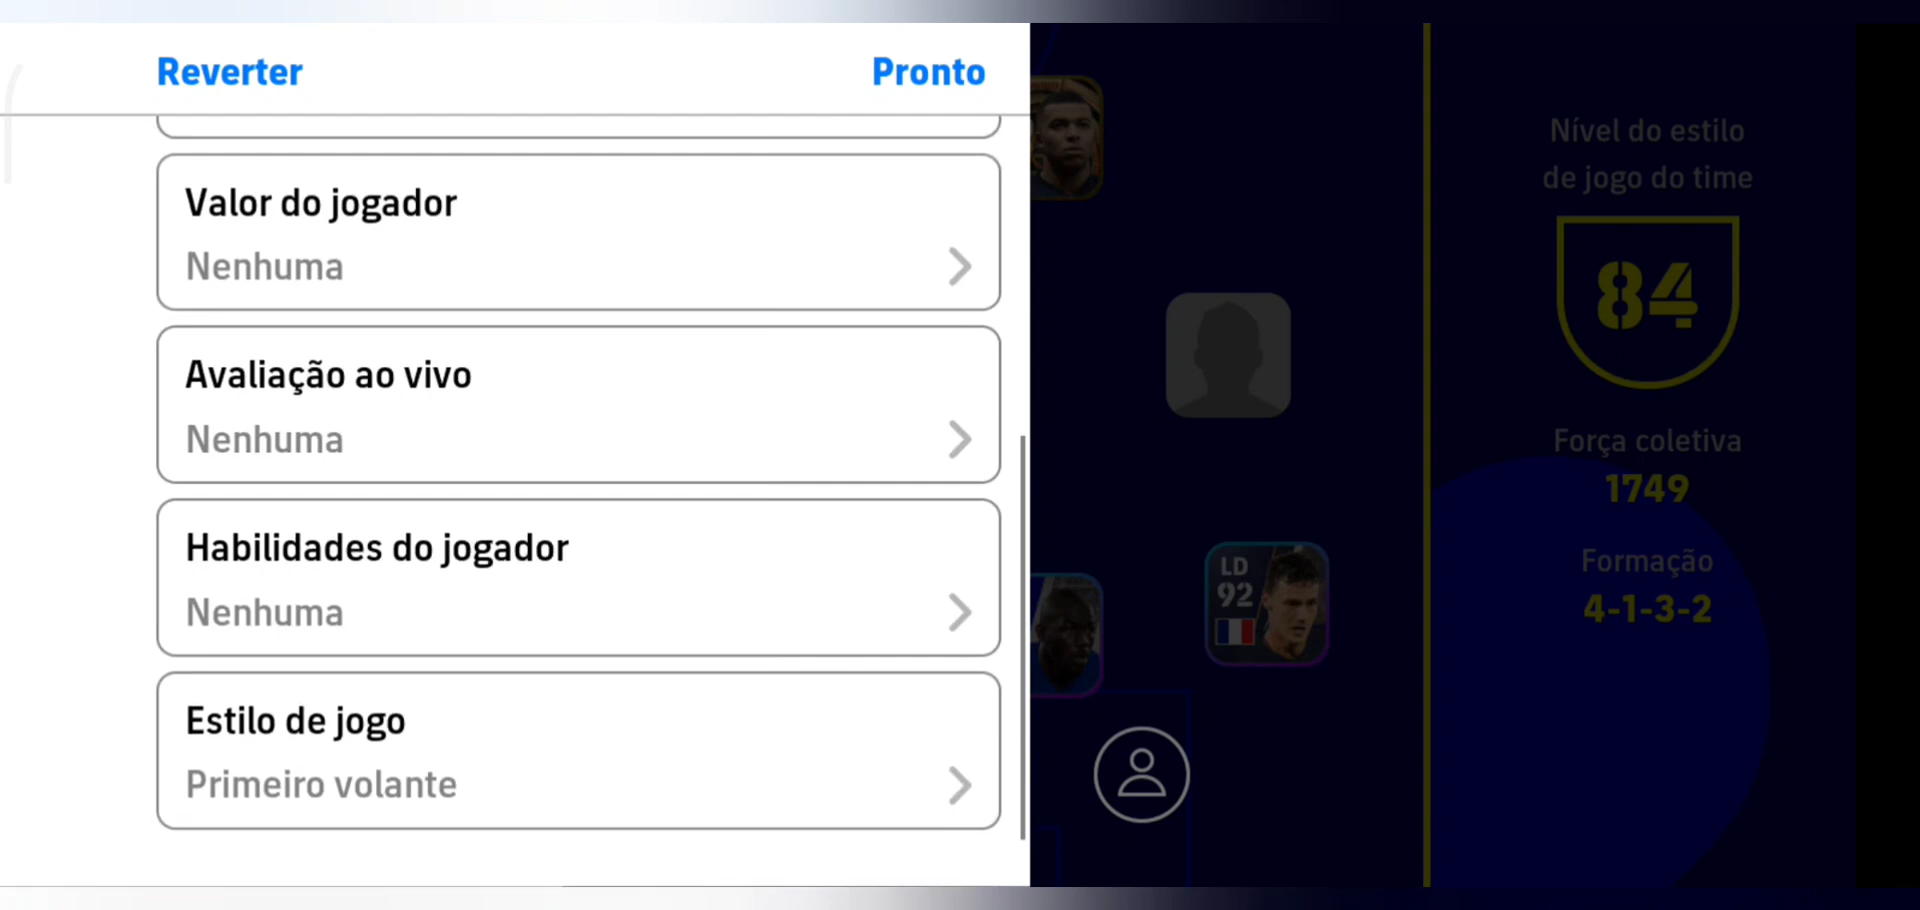 Reverter
Pronto
Valor do jogador
Nenhuma
Avaliação ao vivo
Nenhuma
Habilidades do jogador
Nenhuma
Estilo de jogo
Primeiro volante
LD
92
Nível do estilo
de jogo do time
84
Força coletiva
1749
Formação
4-1-3-2